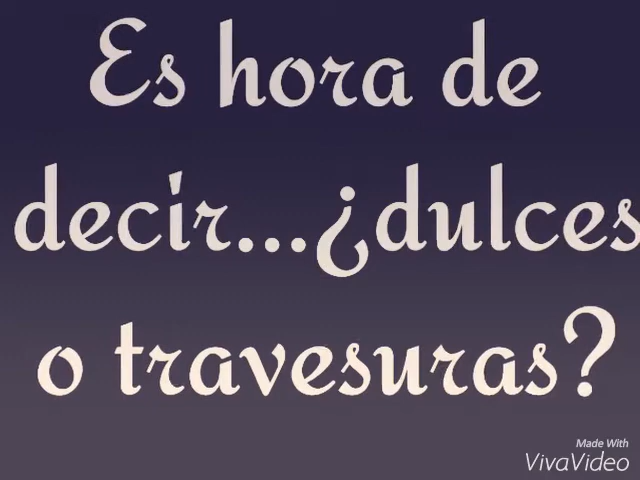 Es hora de
decir...¿dulces
o travesuras?
Made With
VivaVideo